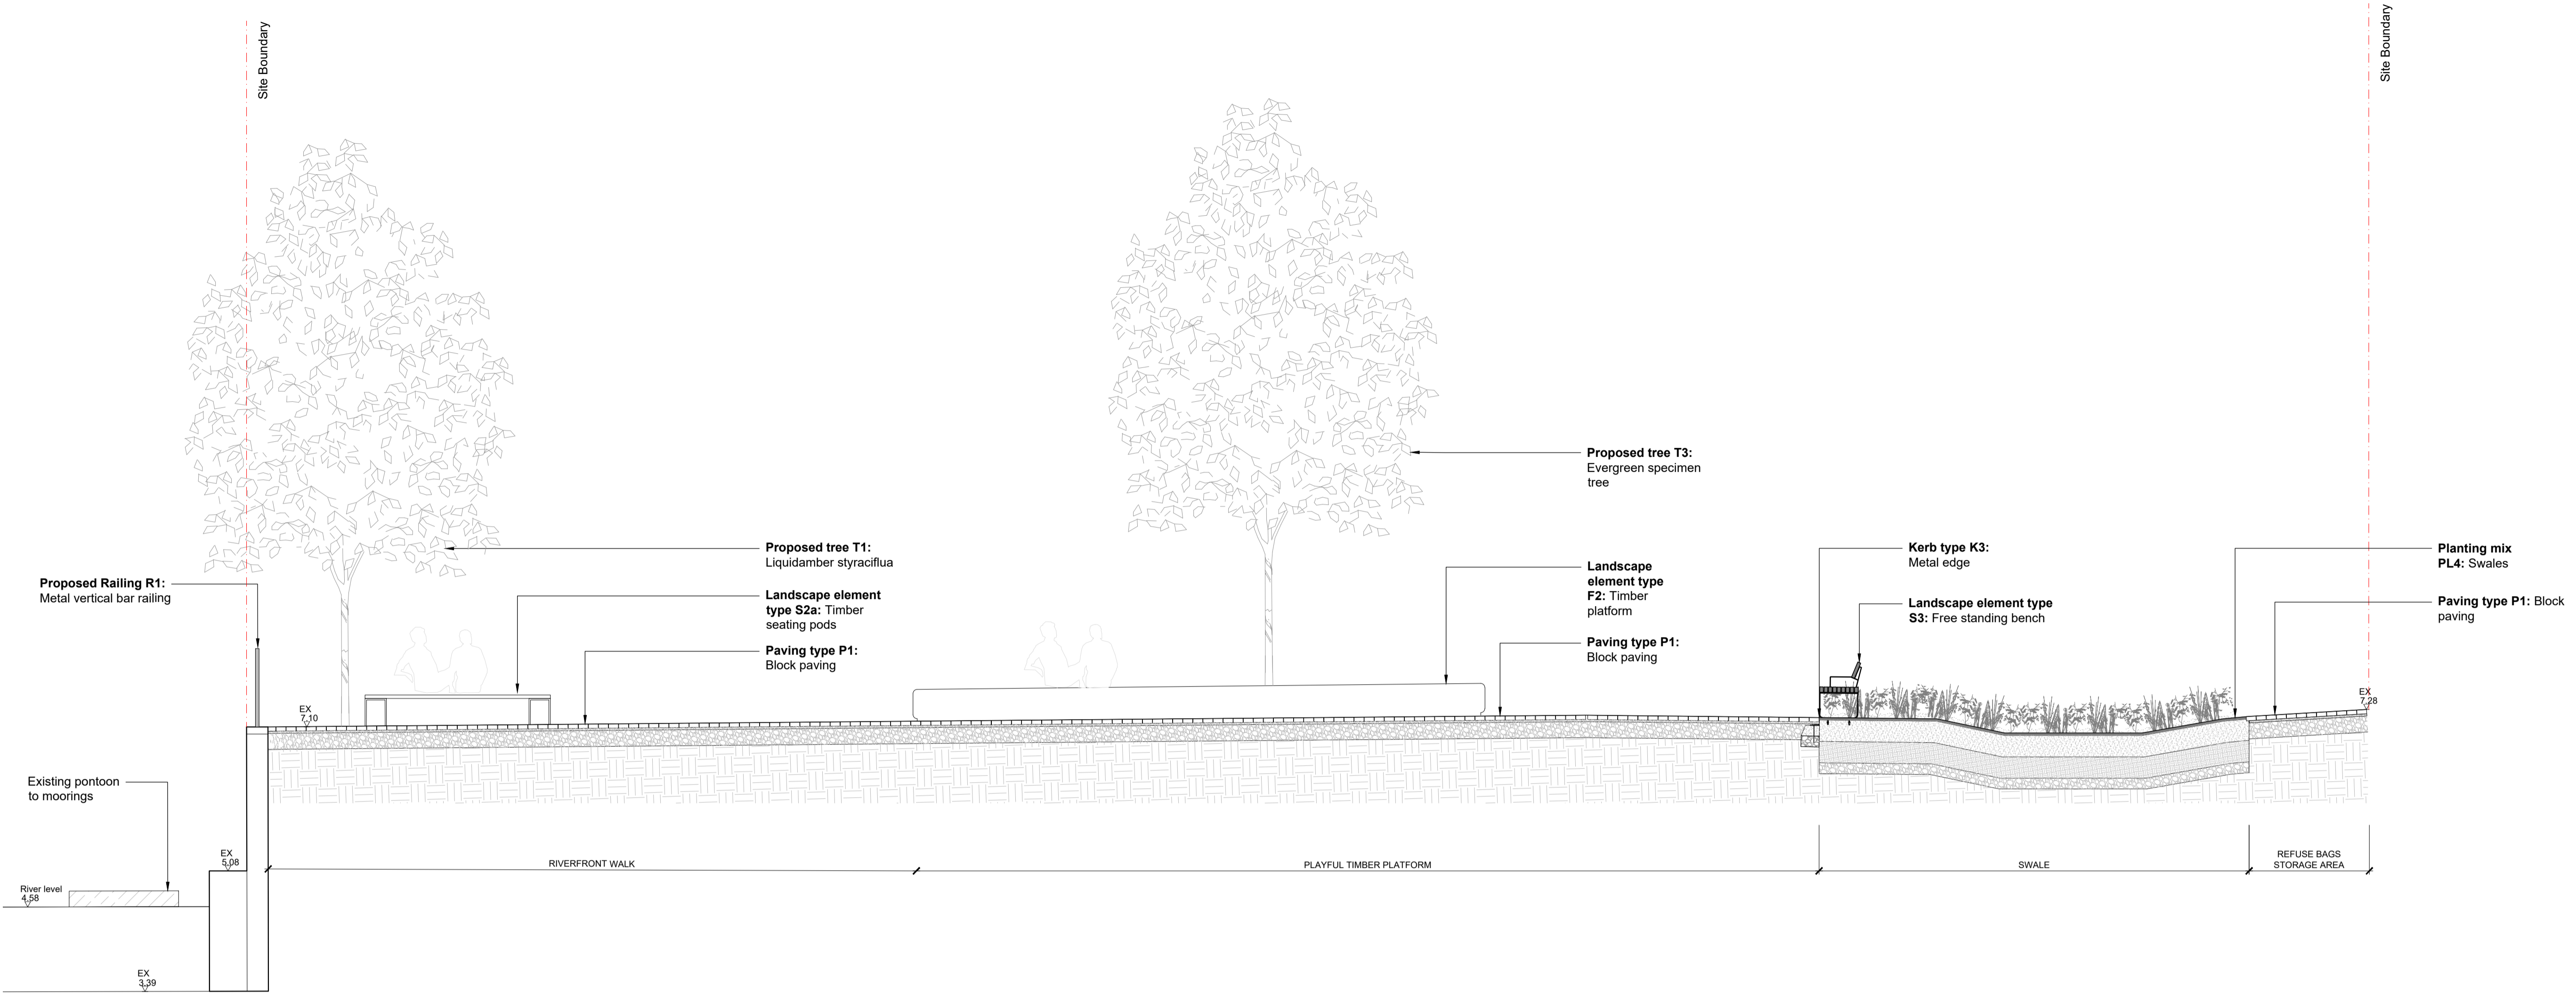 Site Boundary
Site Boundary
Proposed tree T3:
Evergreen specimen
tree
Proposed tree T1:
Liquidamber styraciflua
Kerb type K3:
Metal edge
Planting mix
PL4: Swales
Proposed Railing R1:
Metal vertical bar railing
Landscape element
type S2a: Timber
seating pods
Landscape
element type
F2: Timber
platform
Landscape element type
S3: Free standing bench
Paving type P1: Block
paving
Paving type P1:
Block paving
Paving type P1:
Block paving
EX
7.10
EX
7.28
Existing pontoon
to moorings
EX
5.08
RIVERFRONT WALK
PLAYFUL TIMBER PLATFORM
SWALE
REFUSE BAGS
STORAGE AREA
River level
4.58
EX
3.39